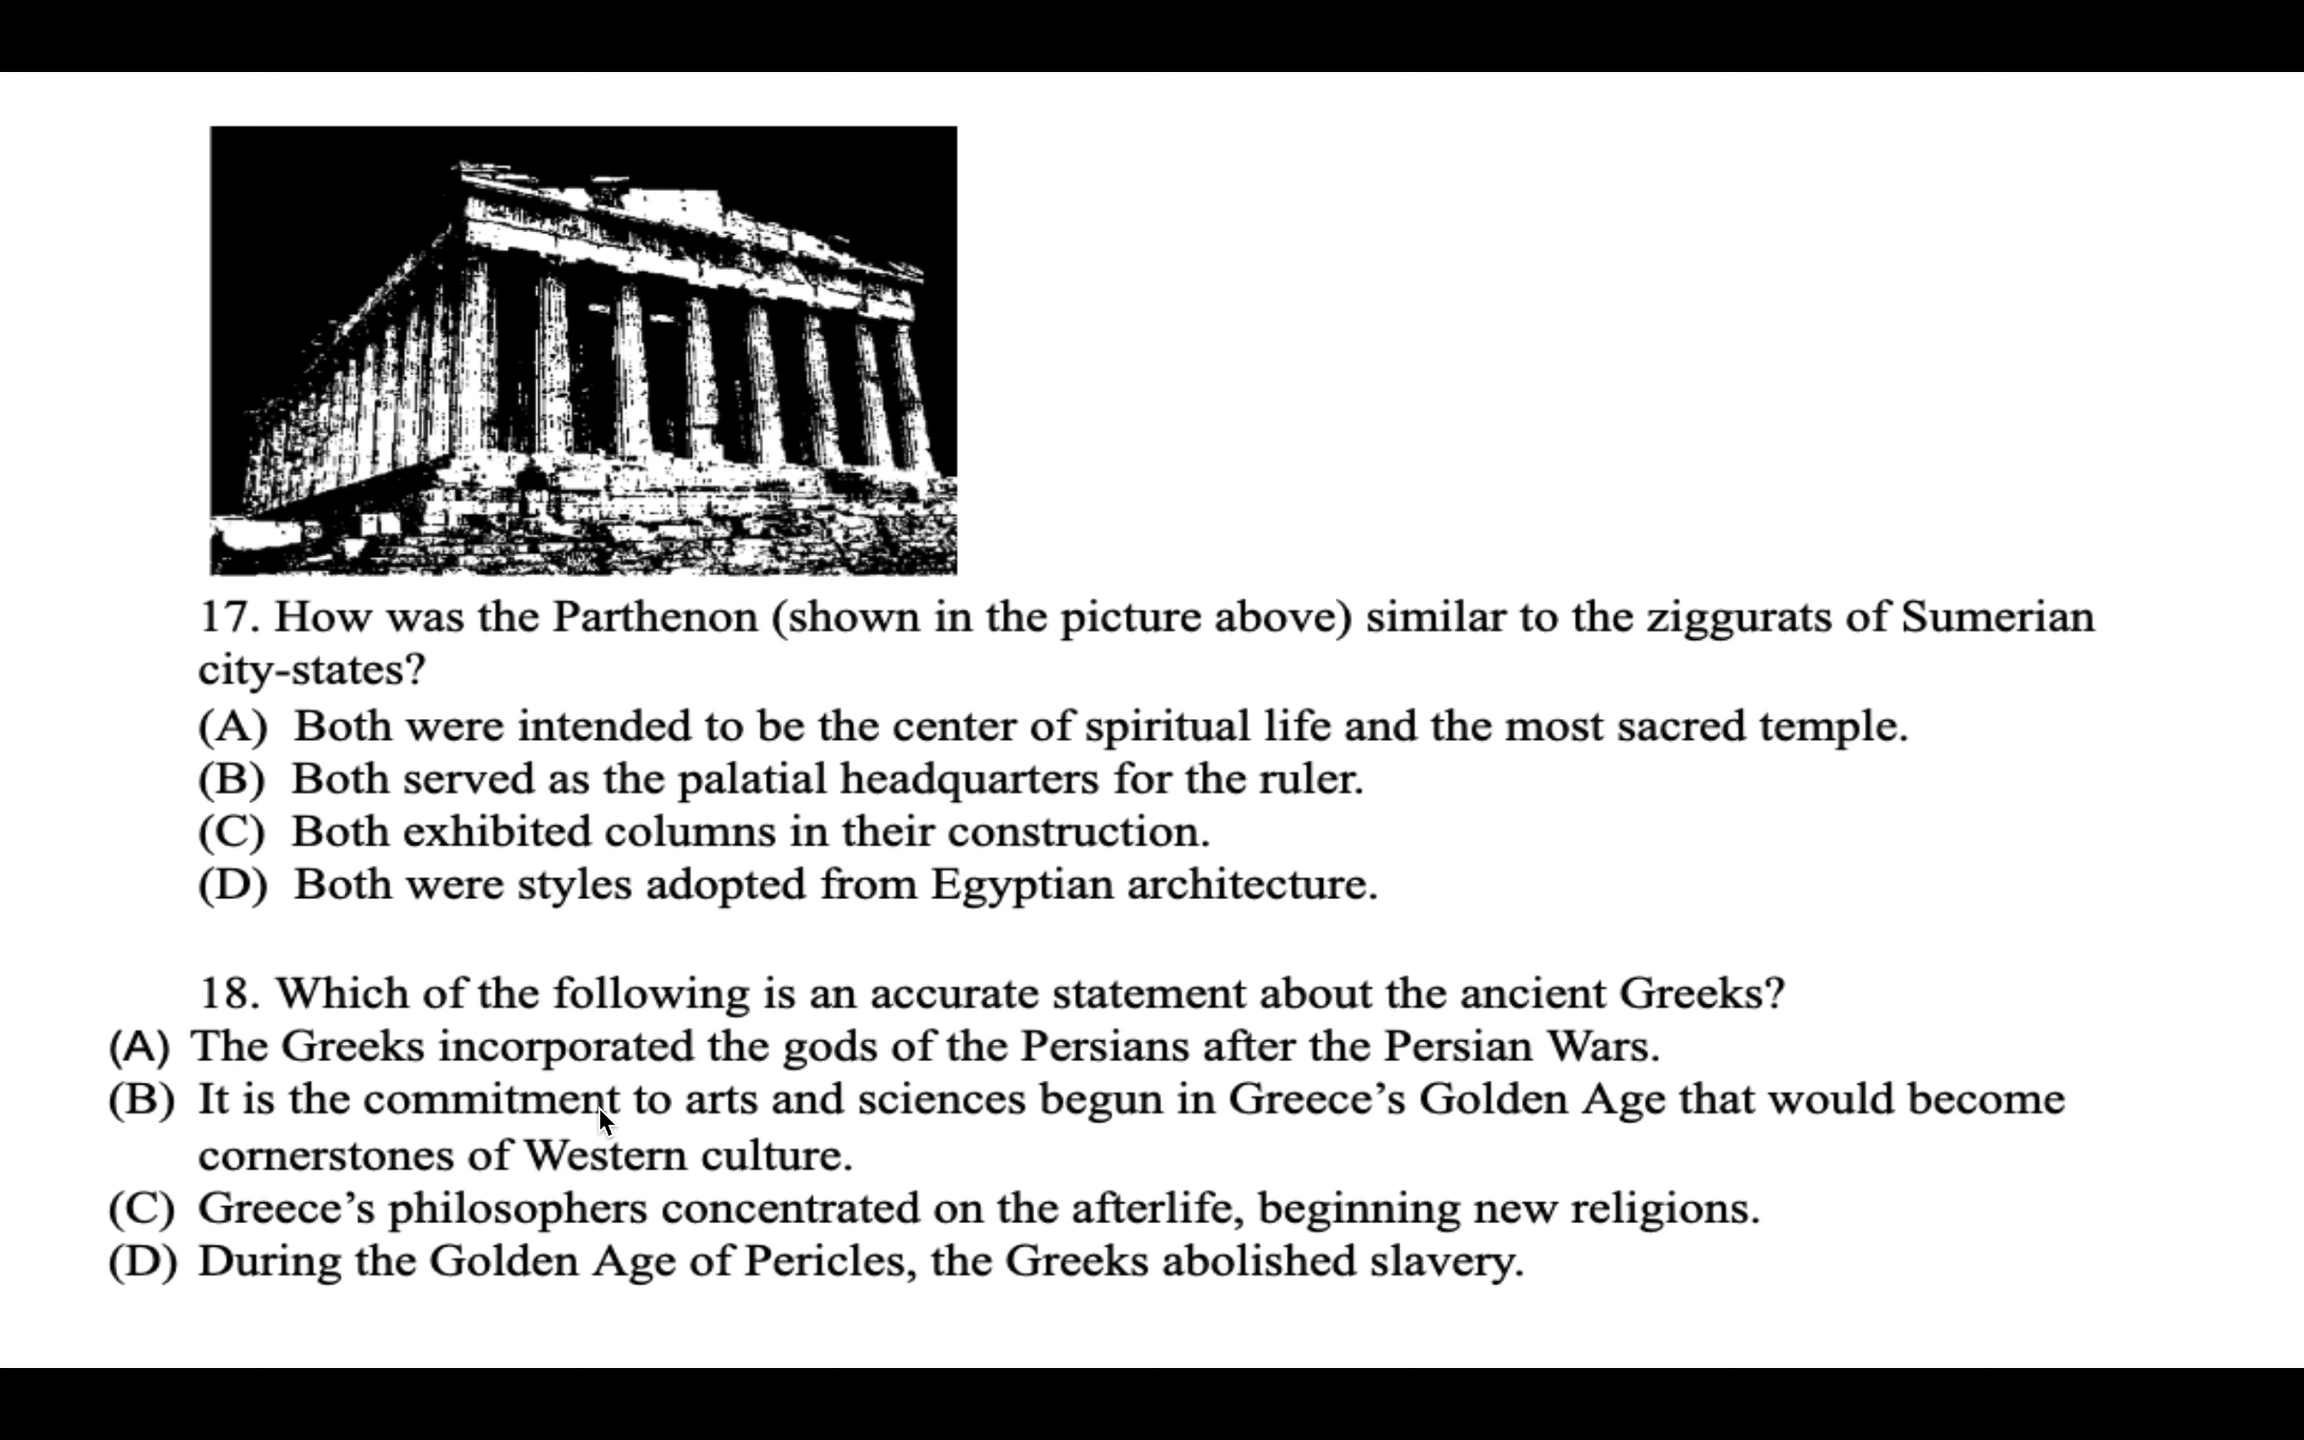 17. How was the Parthenon (shown in the picture above) similar to the ziggurats of Sumerian
city-states?
(A) Both were intended to be the center of spiritual life and the most sacred temple.
(B) Both served as the palatial headquarters for the ruler.
(C) Both exhibited columns in their construction.
(D) Both were styles adopted from Egyptian architecture.
18. Which of the following is an accurate statement about the ancient Greeks?
(A) The Greeks incorporated the gods of the Persians after the Persian Wars.
(B) It is the commitment to arts and sciences begun in Greece’s Golden Age that would become
cornerstones of Western culture.
(C) Greece’s philosophers concentrated on the afterlife, beginning new religions.
(D) During the Golden Age of Pericles, the Greeks abolished slavery.